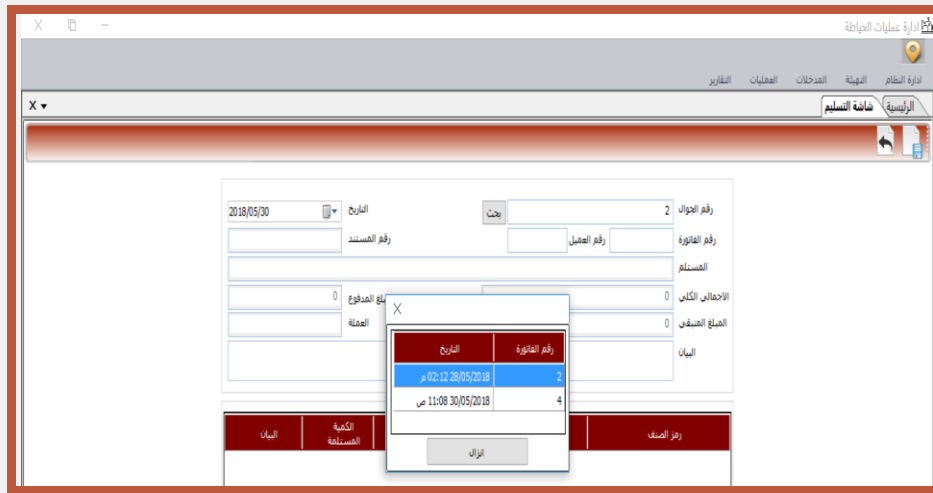 ادارة عمليات الخياطة
ادارة النظام التهيئة المدخلات العمليات التقارير
الرئيسية شاشة التسليم
رقم الجوال 2 بحث التاريخ 2018/05/30
رقم الفاتورة رقم العميل رقم المستند
المستلم
الاجمالي الكلي 0 المبلغ المدفوع 0
المبلغ المتبقي 0 العملة
البيان
رقم الفاتورة التاريخ
2 28/05/2018 02:12 م
4 30/05/2018 11:08 ص
انزال
رمز الصنف الكمية المستلمة البيان